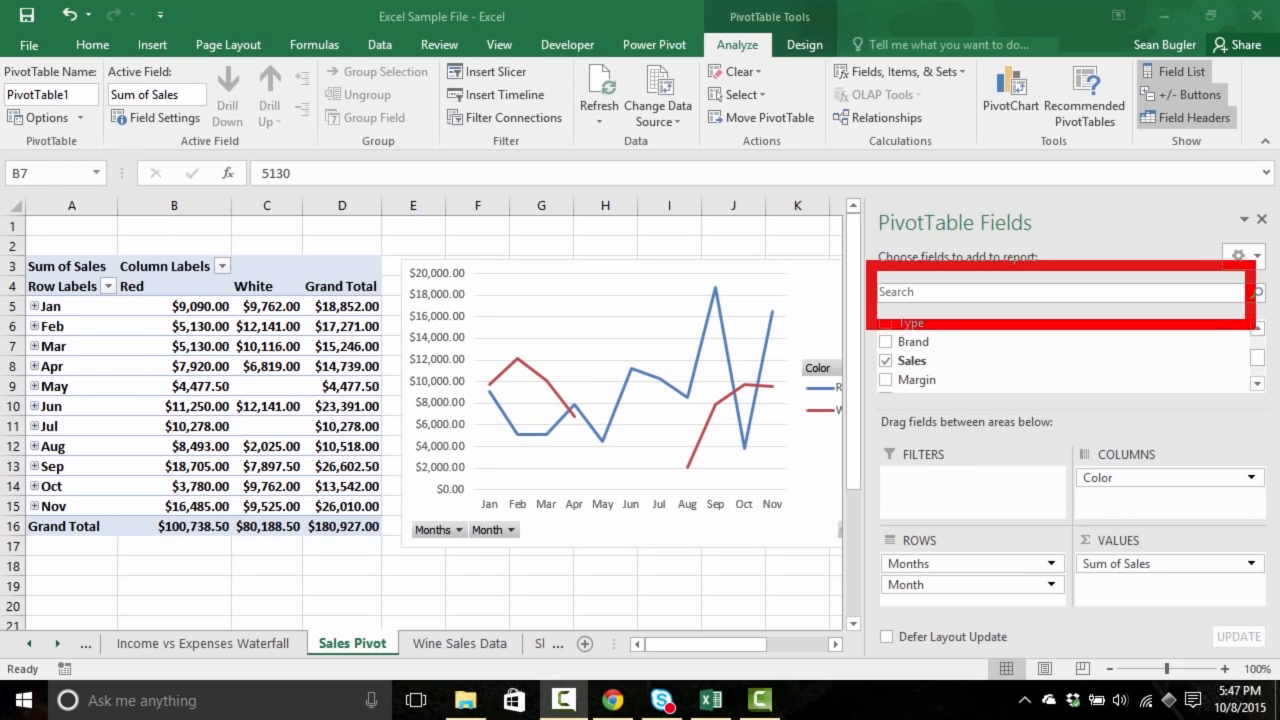 Excel Sample File - Excel
PivotTable Tools
File Home Insert Page Layout Formulas Data Review View Developer Power Pivot Analyze Design Tell me what you want to do... Sean Bugler Share
PivotTable Name:
PivotTable1
Options
PivotTable
Active Field:
Sum of Sales
Field Settings
Drill Down
Drill Up
Active Field
Group Selection
Ungroup
Group Field
Group
Insert Slicer
Insert Timeline
Filter Connections
Filter
Refresh
Change Data Source
Data
Clear
Select
Move PivotTable
Actions
Fields, Items, & Sets
OLAP Tools
Relationships
Calculations
PivotChart
Recommended PivotTables
Tools
Field List
+/- Buttons
Field Headers
Show
B7 fx 5130
A B C D E F G H I J K
1
2
3 Sum of Sales Column Labels
4 Row Labels Red White Grand Total
5 Jan $9,090.00 $9,762.00 $18,852.00
6 Feb $5,130.00 $12,141.00 $17,271.00
7 Mar $5,130.00 $10,116.00 $15,246.00
8 Apr $7,920.00 $6,819.00 $14,739.00
9 May $4,477.50 $4,477.50
10 Jun $11,250.00 $12,141.00 $23,391.00
11 Jul $10,278.00 $10,278.00
12 Aug $8,493.00 $2,025.00 $10,518.00
13 Sep $18,705.00 $7,897.50 $26,602.50
14 Oct $3,780.00 $9,762.00 $13,542.00
15 Nov $16,485.00 $9,525.00 $26,010.00
16 Grand Total $100,738.50 $80,188.50 $180,927.00
17
18
19
20
21
$20,000.00
$18,000.00
$16,000.00
$14,000.00
$12,000.00
$10,000.00
$8,000.00
$6,000.00
$4,000.00
$2,000.00
$0.00
Jan Feb Mar Apr May Jun Jul Aug Sep Oct Nov
Color
R
Months Month
PivotTable Fields
Choose fields to add to report:
Search
Type
Brand
Sales
Margin
Drag fields between areas below:
FILTERS
COLUMNS
Color
ROWS
Months
Month
Σ VALUES
Sum of Sales
Defer Layout Update UPDATE
... Income vs Expenses Waterfall Sales Pivot Wine Sales Data Sl ...
Ready 100%
Ask me anything
5:47 PM
10/8/2015